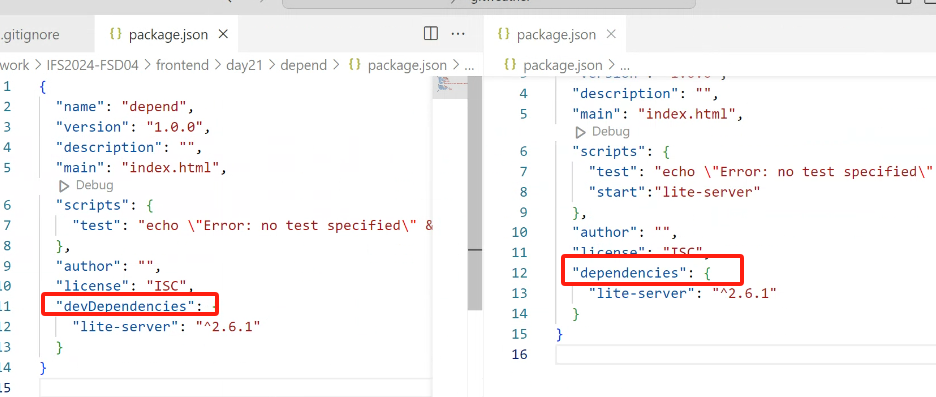 .gitignore
{} package.json ×
...
work > IFS2024-FSD04 > frontend > day21 > depend > {} package.json > ...
1 {
2 "name": "depend",
3 "version": "1.0.0",
4 "description": "",
5 "main": "index.html",
Debug
6 "scripts": {
7 "test": "echo \"Error: no test specified\" &
8 },
9 "author": "",
10 "license": "ISC",
11 "devDependencies": {
12 "lite-server": "^2.6.1"
13 }
14 }
15
{} package.json ×
{} package.json > ...
4 "description": "",
5 "main": "index.html",
Debug
6 "scripts": {
7 "test": "echo \"Error: no test specified\"
8 "start":"lite-server"
9 },
10 "author": "",
11 "license": "ISC",
12 "dependencies": {
13 "lite-server": "^2.6.1"
14 }
15 }
16